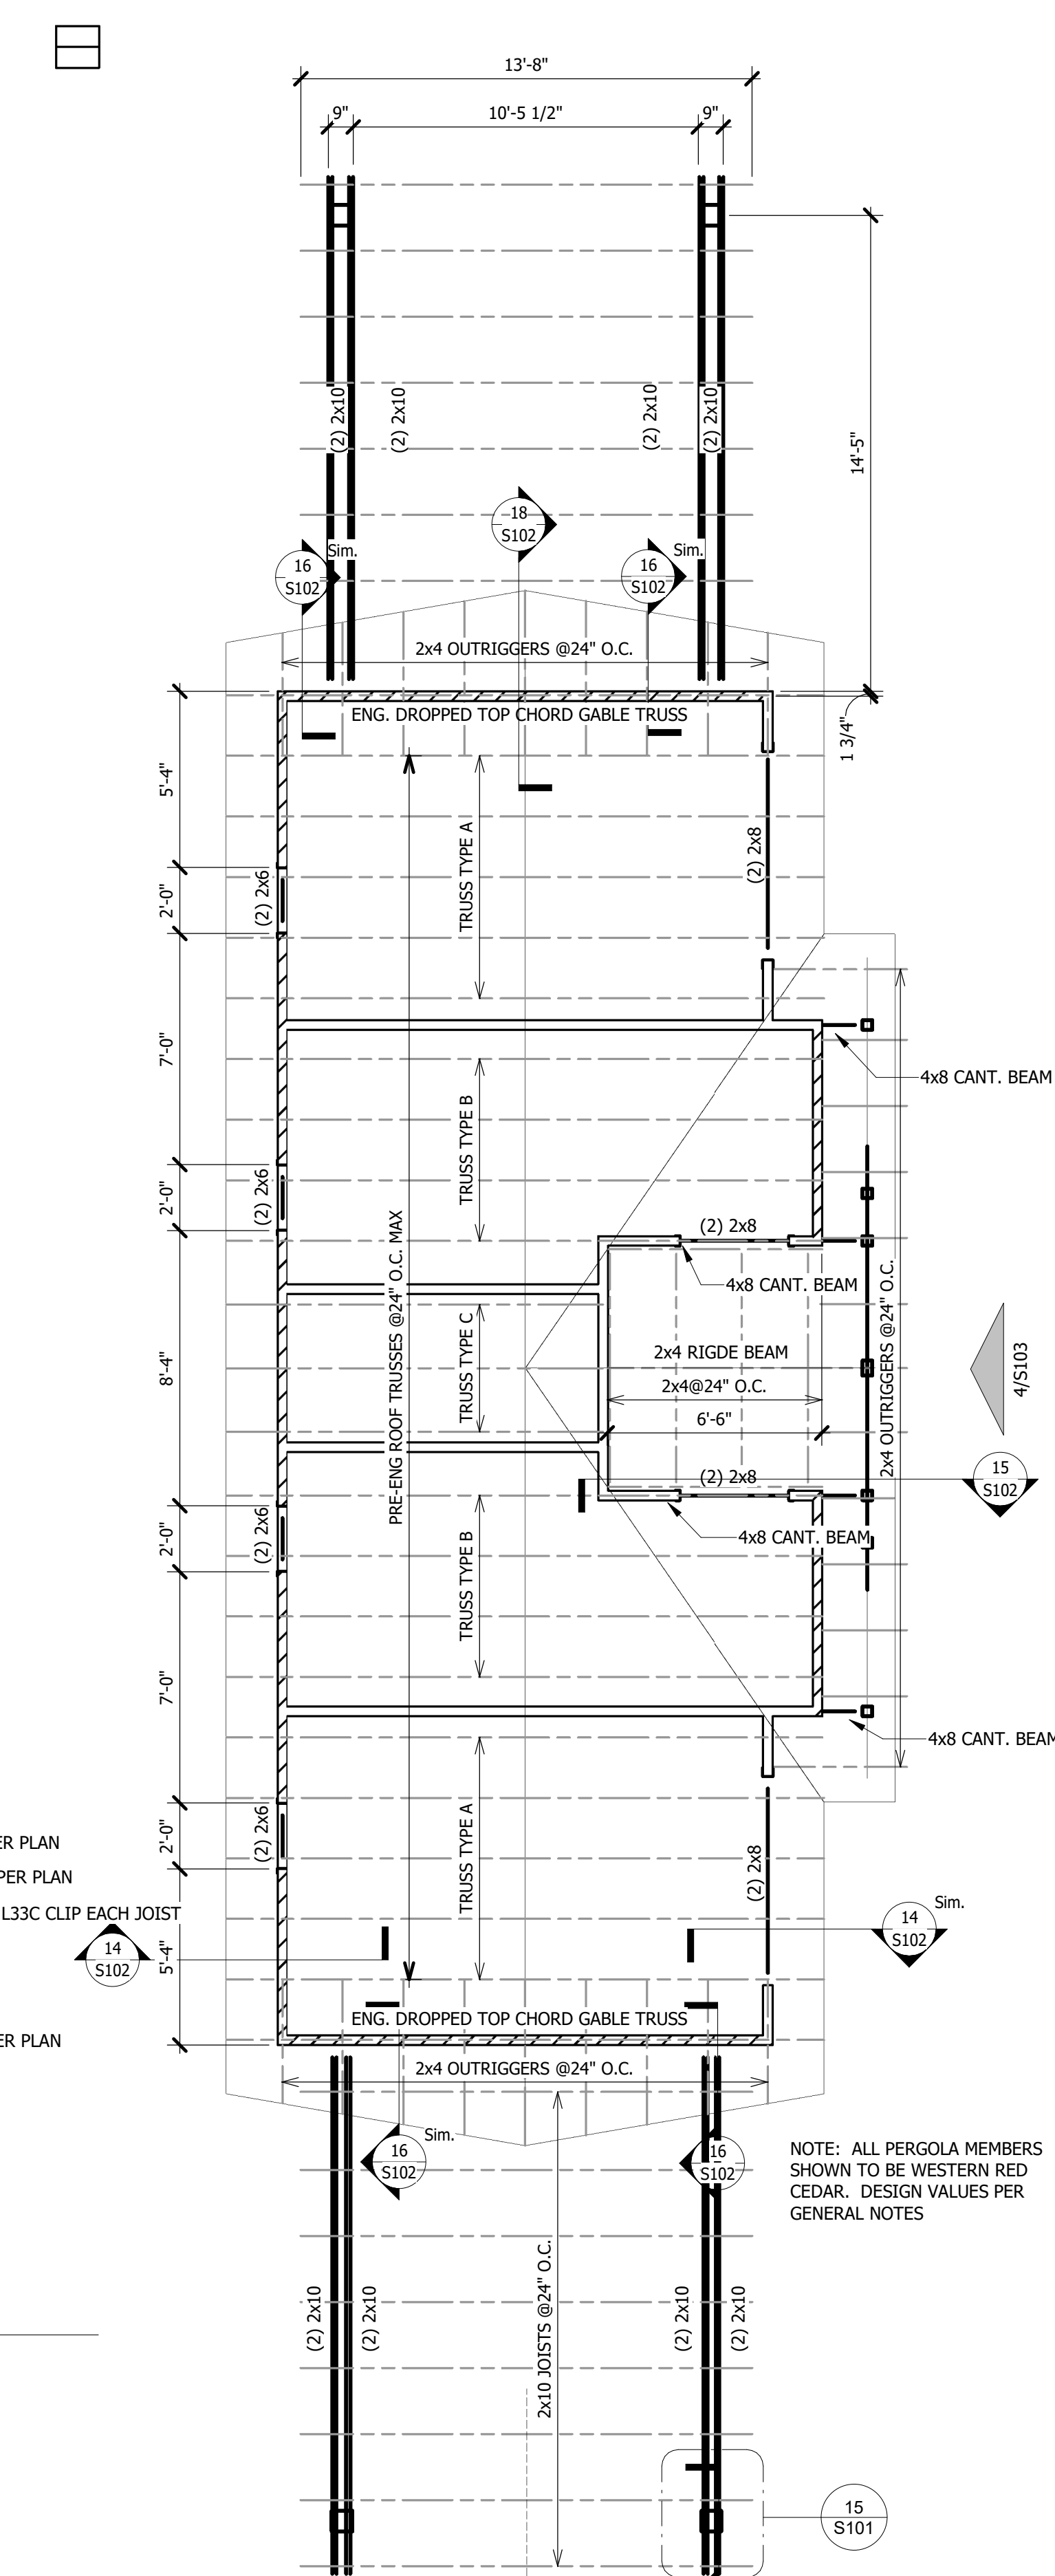 13'-8"
9"
10'-5 1/2"
9"
(2) 2x10
(2) 2x10
(2) 2x10
(2) 2x10
14'-5"
18
S102
16
S102
Sim.
16
S102
Sim.
2x4 OUTRIGGERS @24" O.C.
ENG. DROPPED TOP CHORD GABLE TRUSS
1 3/4"
5'-4"
TRUSS TYPE A
(2) 2x8
2'-0"
(2) 2x6
7'-0"
4x8 CANT. BEAM
TRUSS TYPE B
2'-0"
(2) 2x6
(2) 2x8
4x8 CANT. BEAM
PRE-ENG ROOF TRUSSES @24" O.C. MAX
2x4 OUTRIGGERS @24" O.C.
8'-4"
TRUSS TYPE C
2x4 RIGDE BEAM
2x4@24" O.C.
6'-6"
4/S103
15
S102
(2) 2x8
4x8 CANT. BEAM
2'-0"
(2) 2x6
TRUSS TYPE B
7'-0"
4x8 CANT. BEAM
2'-0"
(2) 2x6
TRUSS TYPE A
(2) 2x8
ER PLAN
PER PLAN
L33C CLIP EACH JOIST
14
S102
5'-4"
14
S102
Sim.
ER PLAN
ENG. DROPPED TOP CHORD GABLE TRUSS
2x4 OUTRIGGERS @24" O.C.
16
S102
Sim.
16
S102
NOTE: ALL PERGOLA MEMBERS
SHOWN TO BE WESTERN RED
CEDAR. DESIGN VALUES PER
GENERAL NOTES
(2) 2x10
(2) 2x10
2x10 JOISTS @24" O.C.
(2) 2x10
(2) 2x10
15
S101